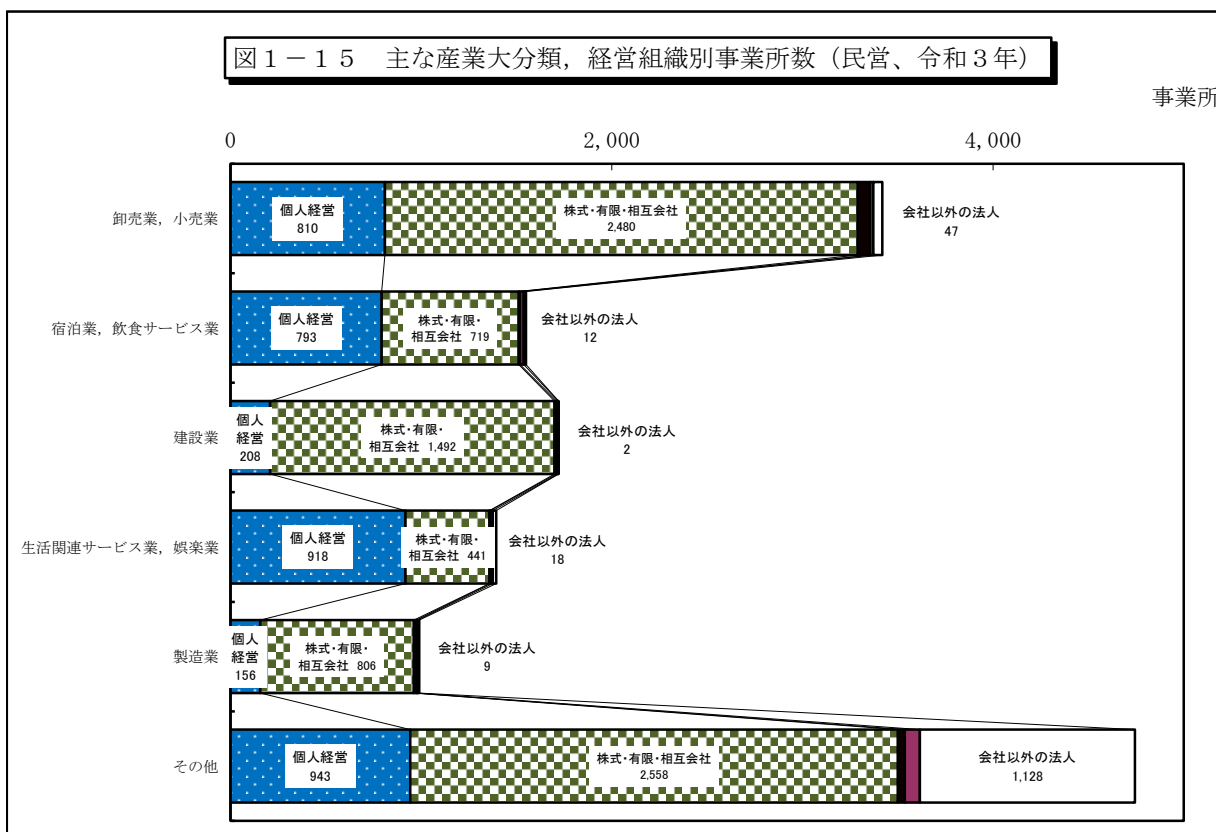 図1-15 主な産業大分類，経営組織別事業所数（民営、令和3年）
事業所
0 2,000 4,000
卸売業，小売業
個人経営
810
株式・有限・相互会社
2,480
会社以外の法人
47
宿泊業，飲食サービス業
個人経営
793
株式・有限・
相互会社 719
会社以外の法人
12
建設業
個人
経営
208
株式・有限・
相互会社 1,492
会社以外の法人
2
生活関連サービス業，娯楽業
個人経営
918
株式・有限・
相互会社 441
会社以外の法人
18
製造業
個人
経営
156
株式・有限・
相互会社 806
会社以外の法人
9
その他
個人経営
943
株式・有限・相互会社
2,558
会社以外の法人
1,128